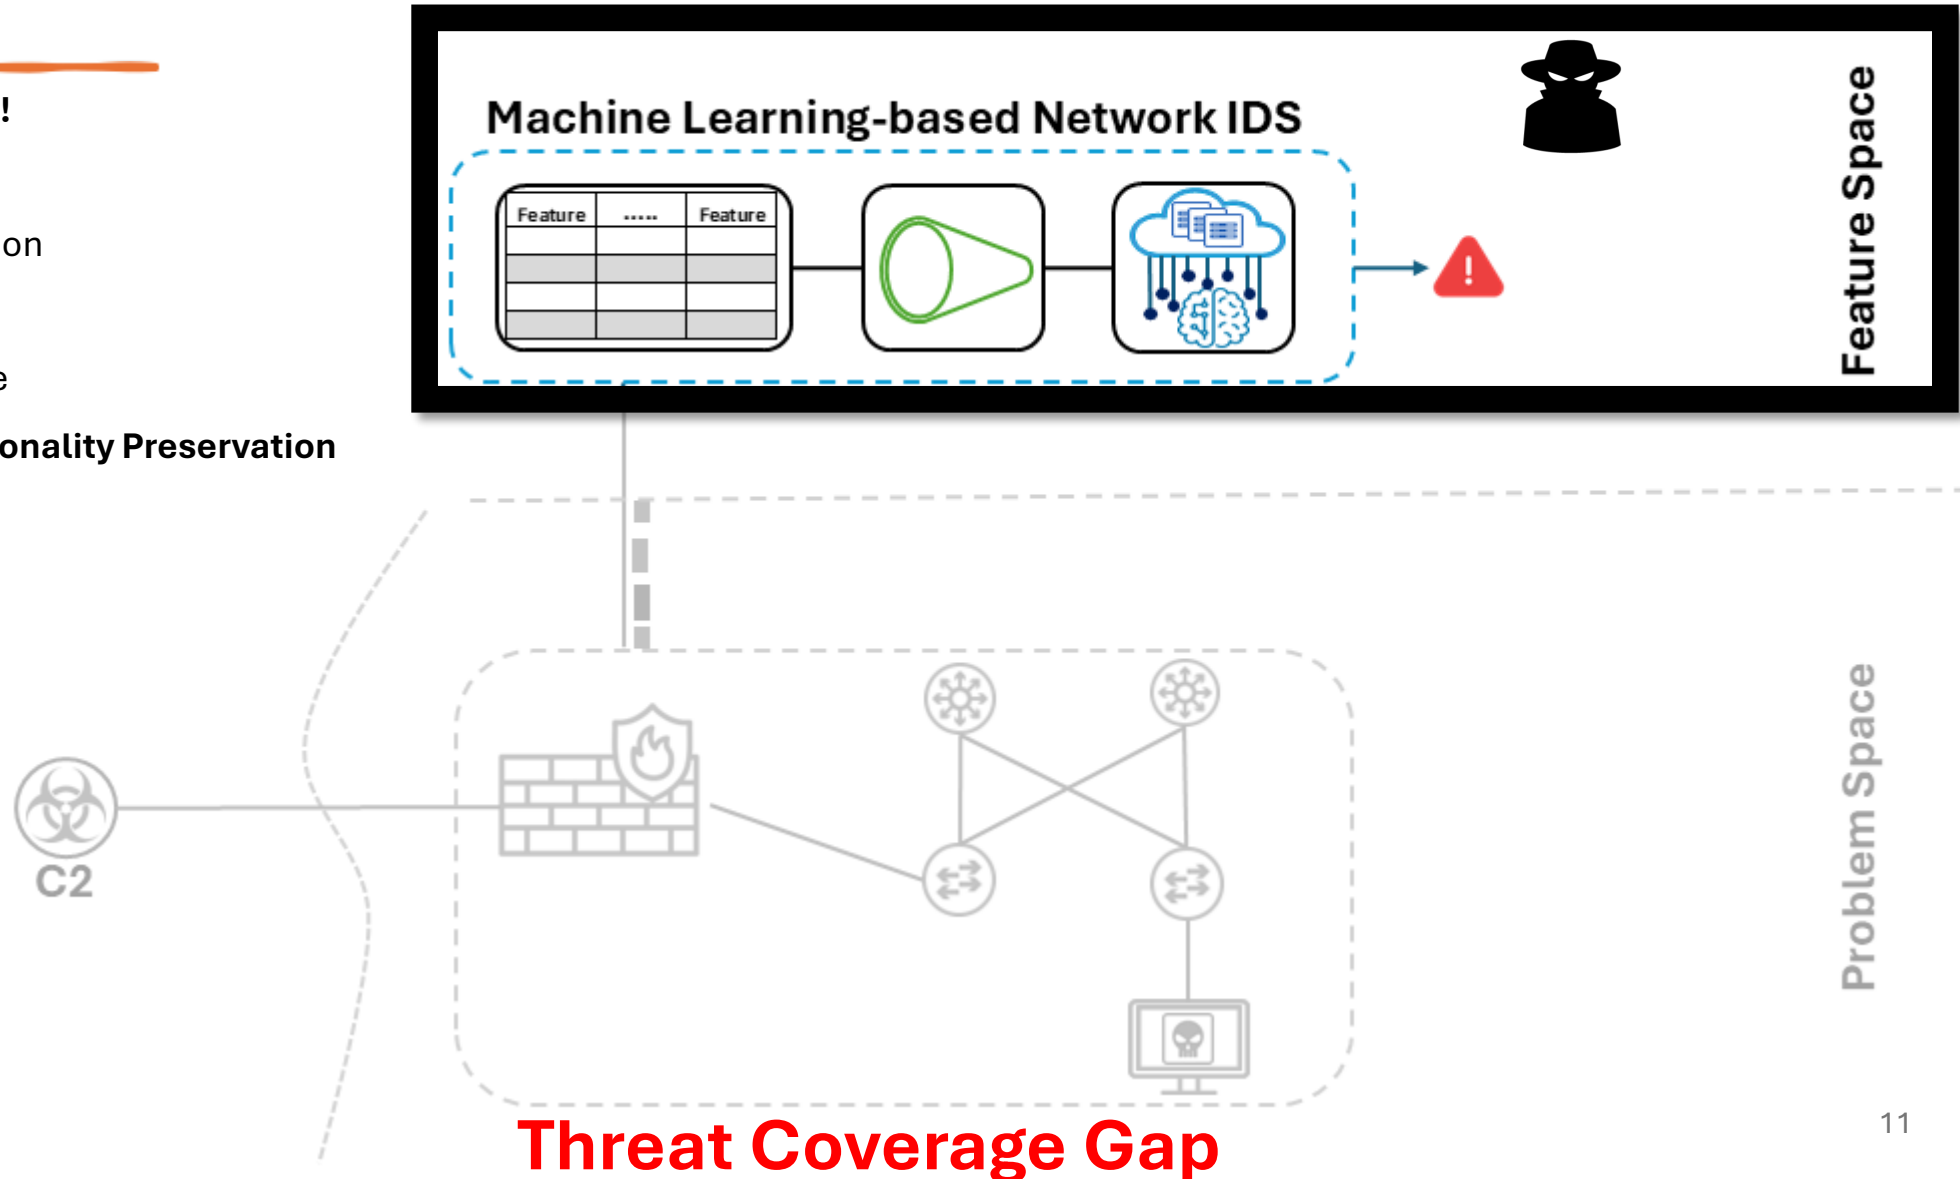 !
on
e
onality Preservation
Machine Learning-based Network IDS
Feature ..... Feature
Feature Space
C2
Problem Space
Threat Coverage Gap
11